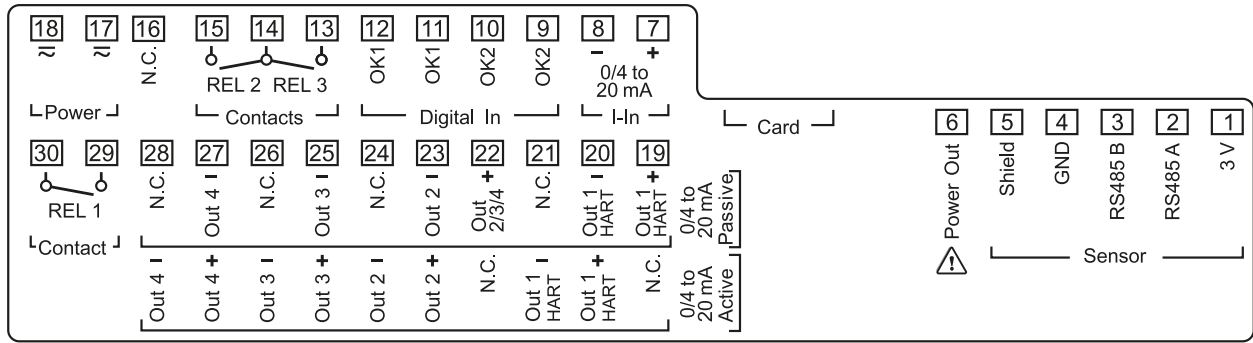 18 17 16 15 14 13 12 11 10 9 8 7
≂ ≂ N.C. OK1 OK1 OK2 OK2 − +
REL 2 REL 3
0/4 to
20 mA
Power Contacts Digital In I-In Card
6 5 4 3 2 1
Power Out Shield GND RS485 B RS485 A 3 V
Sensor
30 29 28 27 26 25 24 23 22 21 20 19
REL 1
Contact
N.C.
Out 4 −
N.C.
Out 3 −
N.C.
Out 2 −
Out +
2/3/4
N.C.
Out 1 −
HART
Out 1 +
HART
0/4 to
20 mA
Passive
Out 4 −
Out 4 +
Out 3 −
Out 3 +
Out 2 −
Out 2 +
N.C.
Out 1 −
HART
Out 1 +
HART
N.C.
0/4 to
20 mA
Active